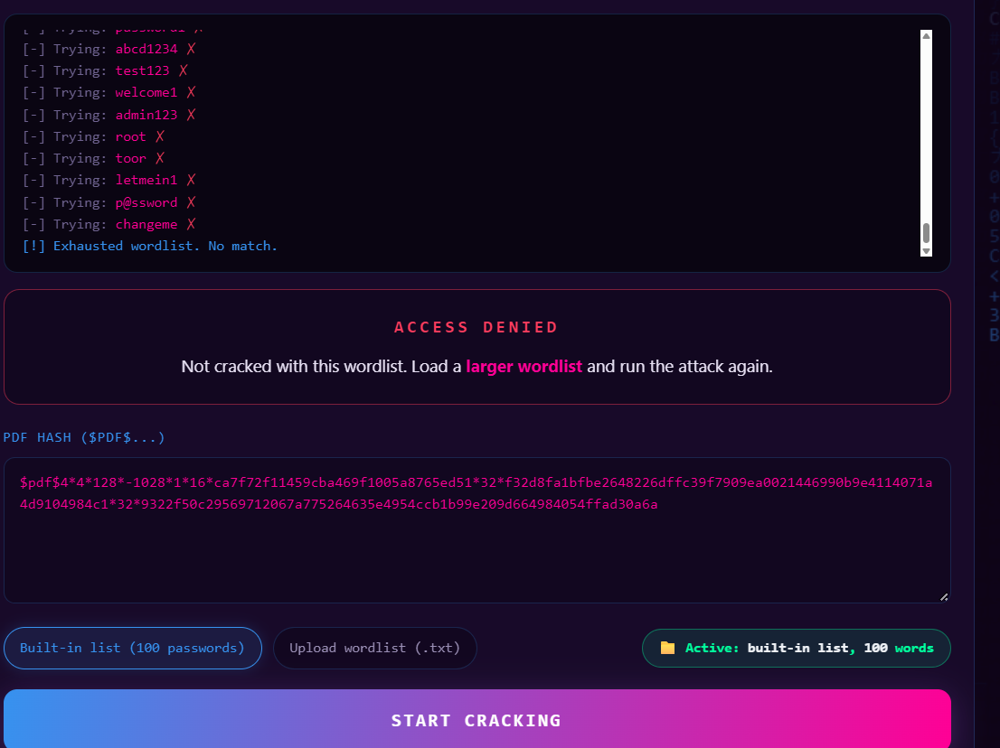 [-] Trying: abcd1234 ✗
[-] Trying: test123 ✗
[-] Trying: welcome1 ✗
[-] Trying: admin123 ✗
[-] Trying: root ✗
[-] Trying: toor ✗
[-] Trying: letmein1 ✗
[-] Trying: p@ssword ✗
[-] Trying: changeme ✗
[!] Exhausted wordlist. No match.
ACCESS DENIED
Not cracked with this wordlist. Load a larger wordlist and run the attack again.
PDF HASH ($PDF$...)
$pdf$4*4*128*-1028*1*16*ca7f72f11459cba469f1005a8765ed51*32*f32d8fa1bfbe2648226dffc39f7909ea0021446990b9e4114071a
4d9104984c1*32*9322f50c29569712067a775264635e4954ccb1b99e209d664984054ffad30a6a
Built-in list (100 passwords)
Upload wordlist (.txt)
Active: built-in list, 100 words
START CRACKING